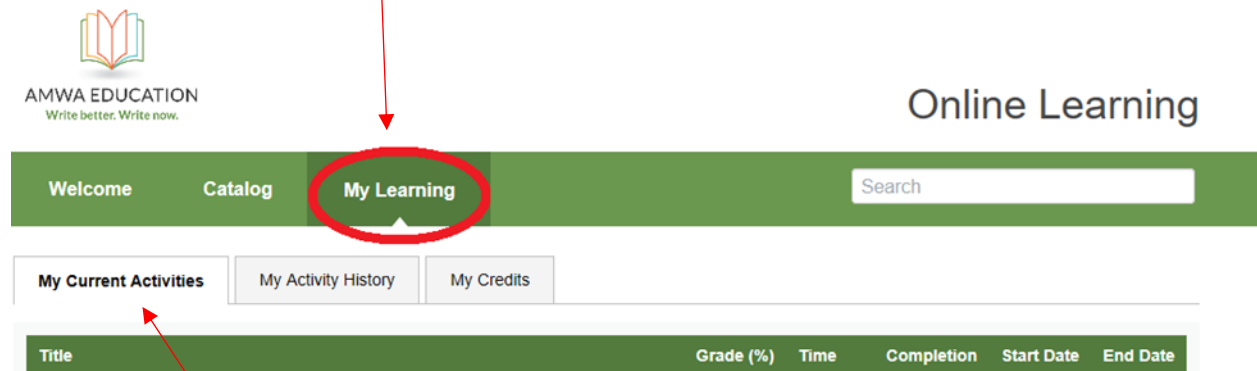 AMWA EDUCATION
Write better. Write now.
Online Learning
Welcome Catalog My Learning Search
My Current Activities My Activity History My Credits
Title Grade (%) Time Completion Start Date End Date